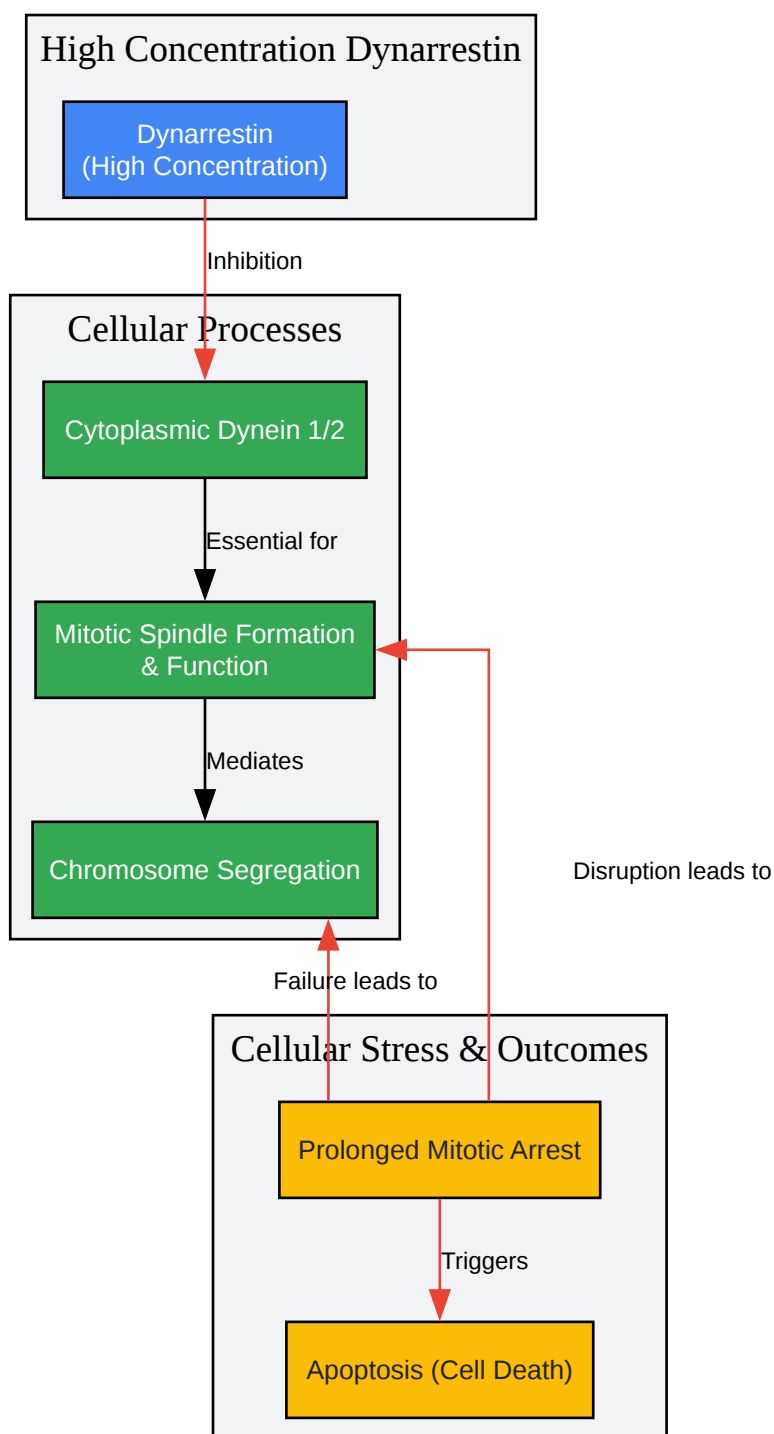 High Concentration Dynarrestin
Dynarrestin
(High Concentration)
Inhibition
Cellular Processes
Cytoplasmic Dynein 1/2
Essential for
Mitotic Spindle Formation
& Function
Mediates
Chromosome Segregation
Disruption leads to
Failure leads to
Cellular Stress & Outcomes
Prolonged Mitotic Arrest
Triggers
Apoptosis (Cell Death)